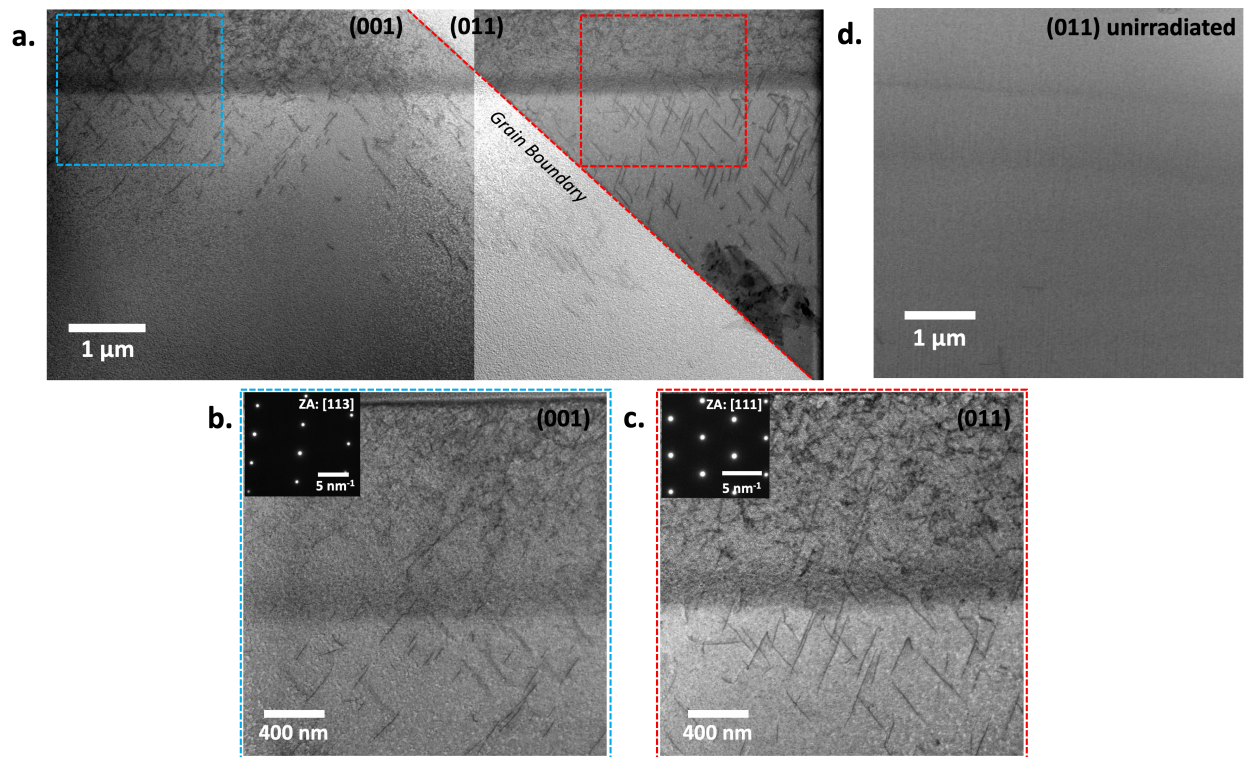 a.
(001)
(011)
Grain Boundary
1 μm
d.
(011) unirradiated
1 μm
b.
ZA: [113]
5 nm-1
(001)
400 nm
c.
ZA: [111]
5 nm-1
(011)
400 nm